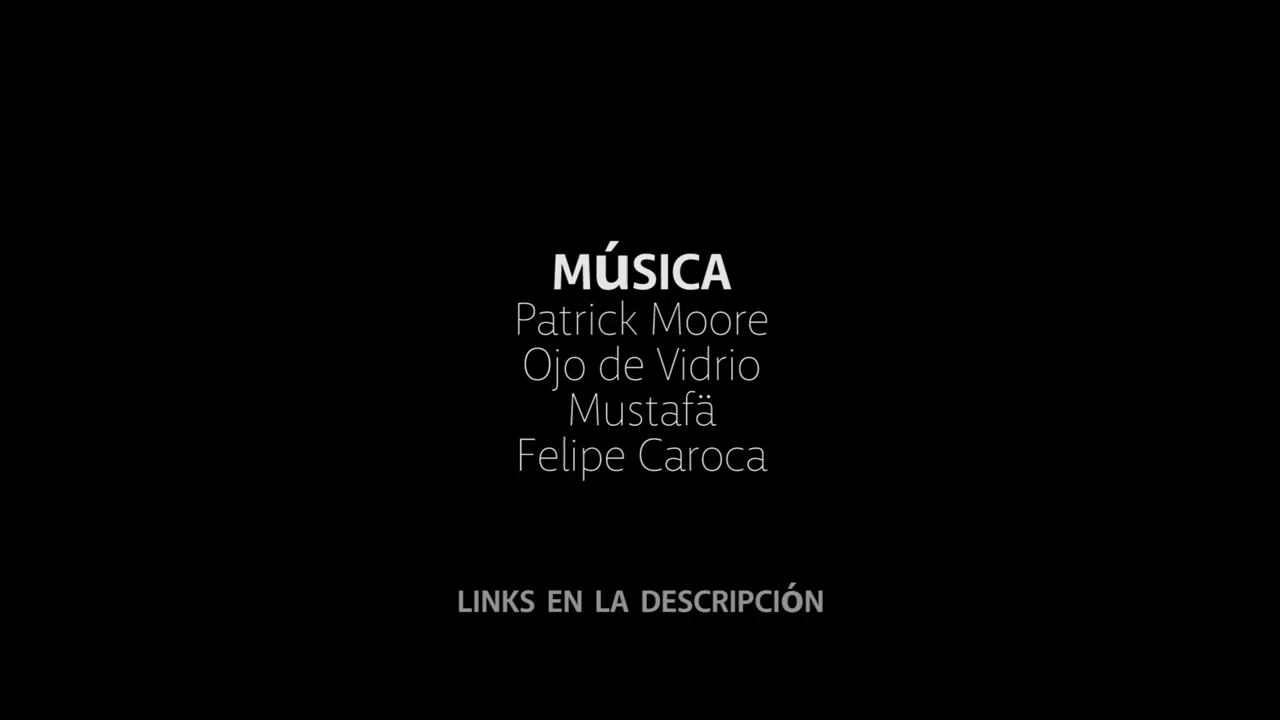 MÚSICA
Patrick Moore
Ojo de Vidrio
Mustafä
Felipe Caroca
LINKS EN LA DESCRIPCIÓN